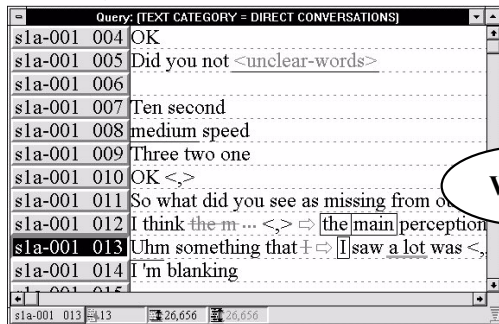 Query: (TEXT CATEGORY = DIRECT CONVERSATIONS)
s1a-001 004 OK
s1a-001 005 Did you not <unclear-words>
s1a-001 006
s1a-001 007 Ten second
s1a-001 008 medium speed
s1a-001 009 Three two one
s1a-001 010 OK <,>
s1a-001 011 So what did you see as missing from
s1a-001 012 I think the m ... <,> ⇨ the main perception
s1a-001 013 Uhm something that I ⇨ I saw a lot was <,
s1a-001 014 I 'm blanking
s1a-001 013 13 26,656 26,656